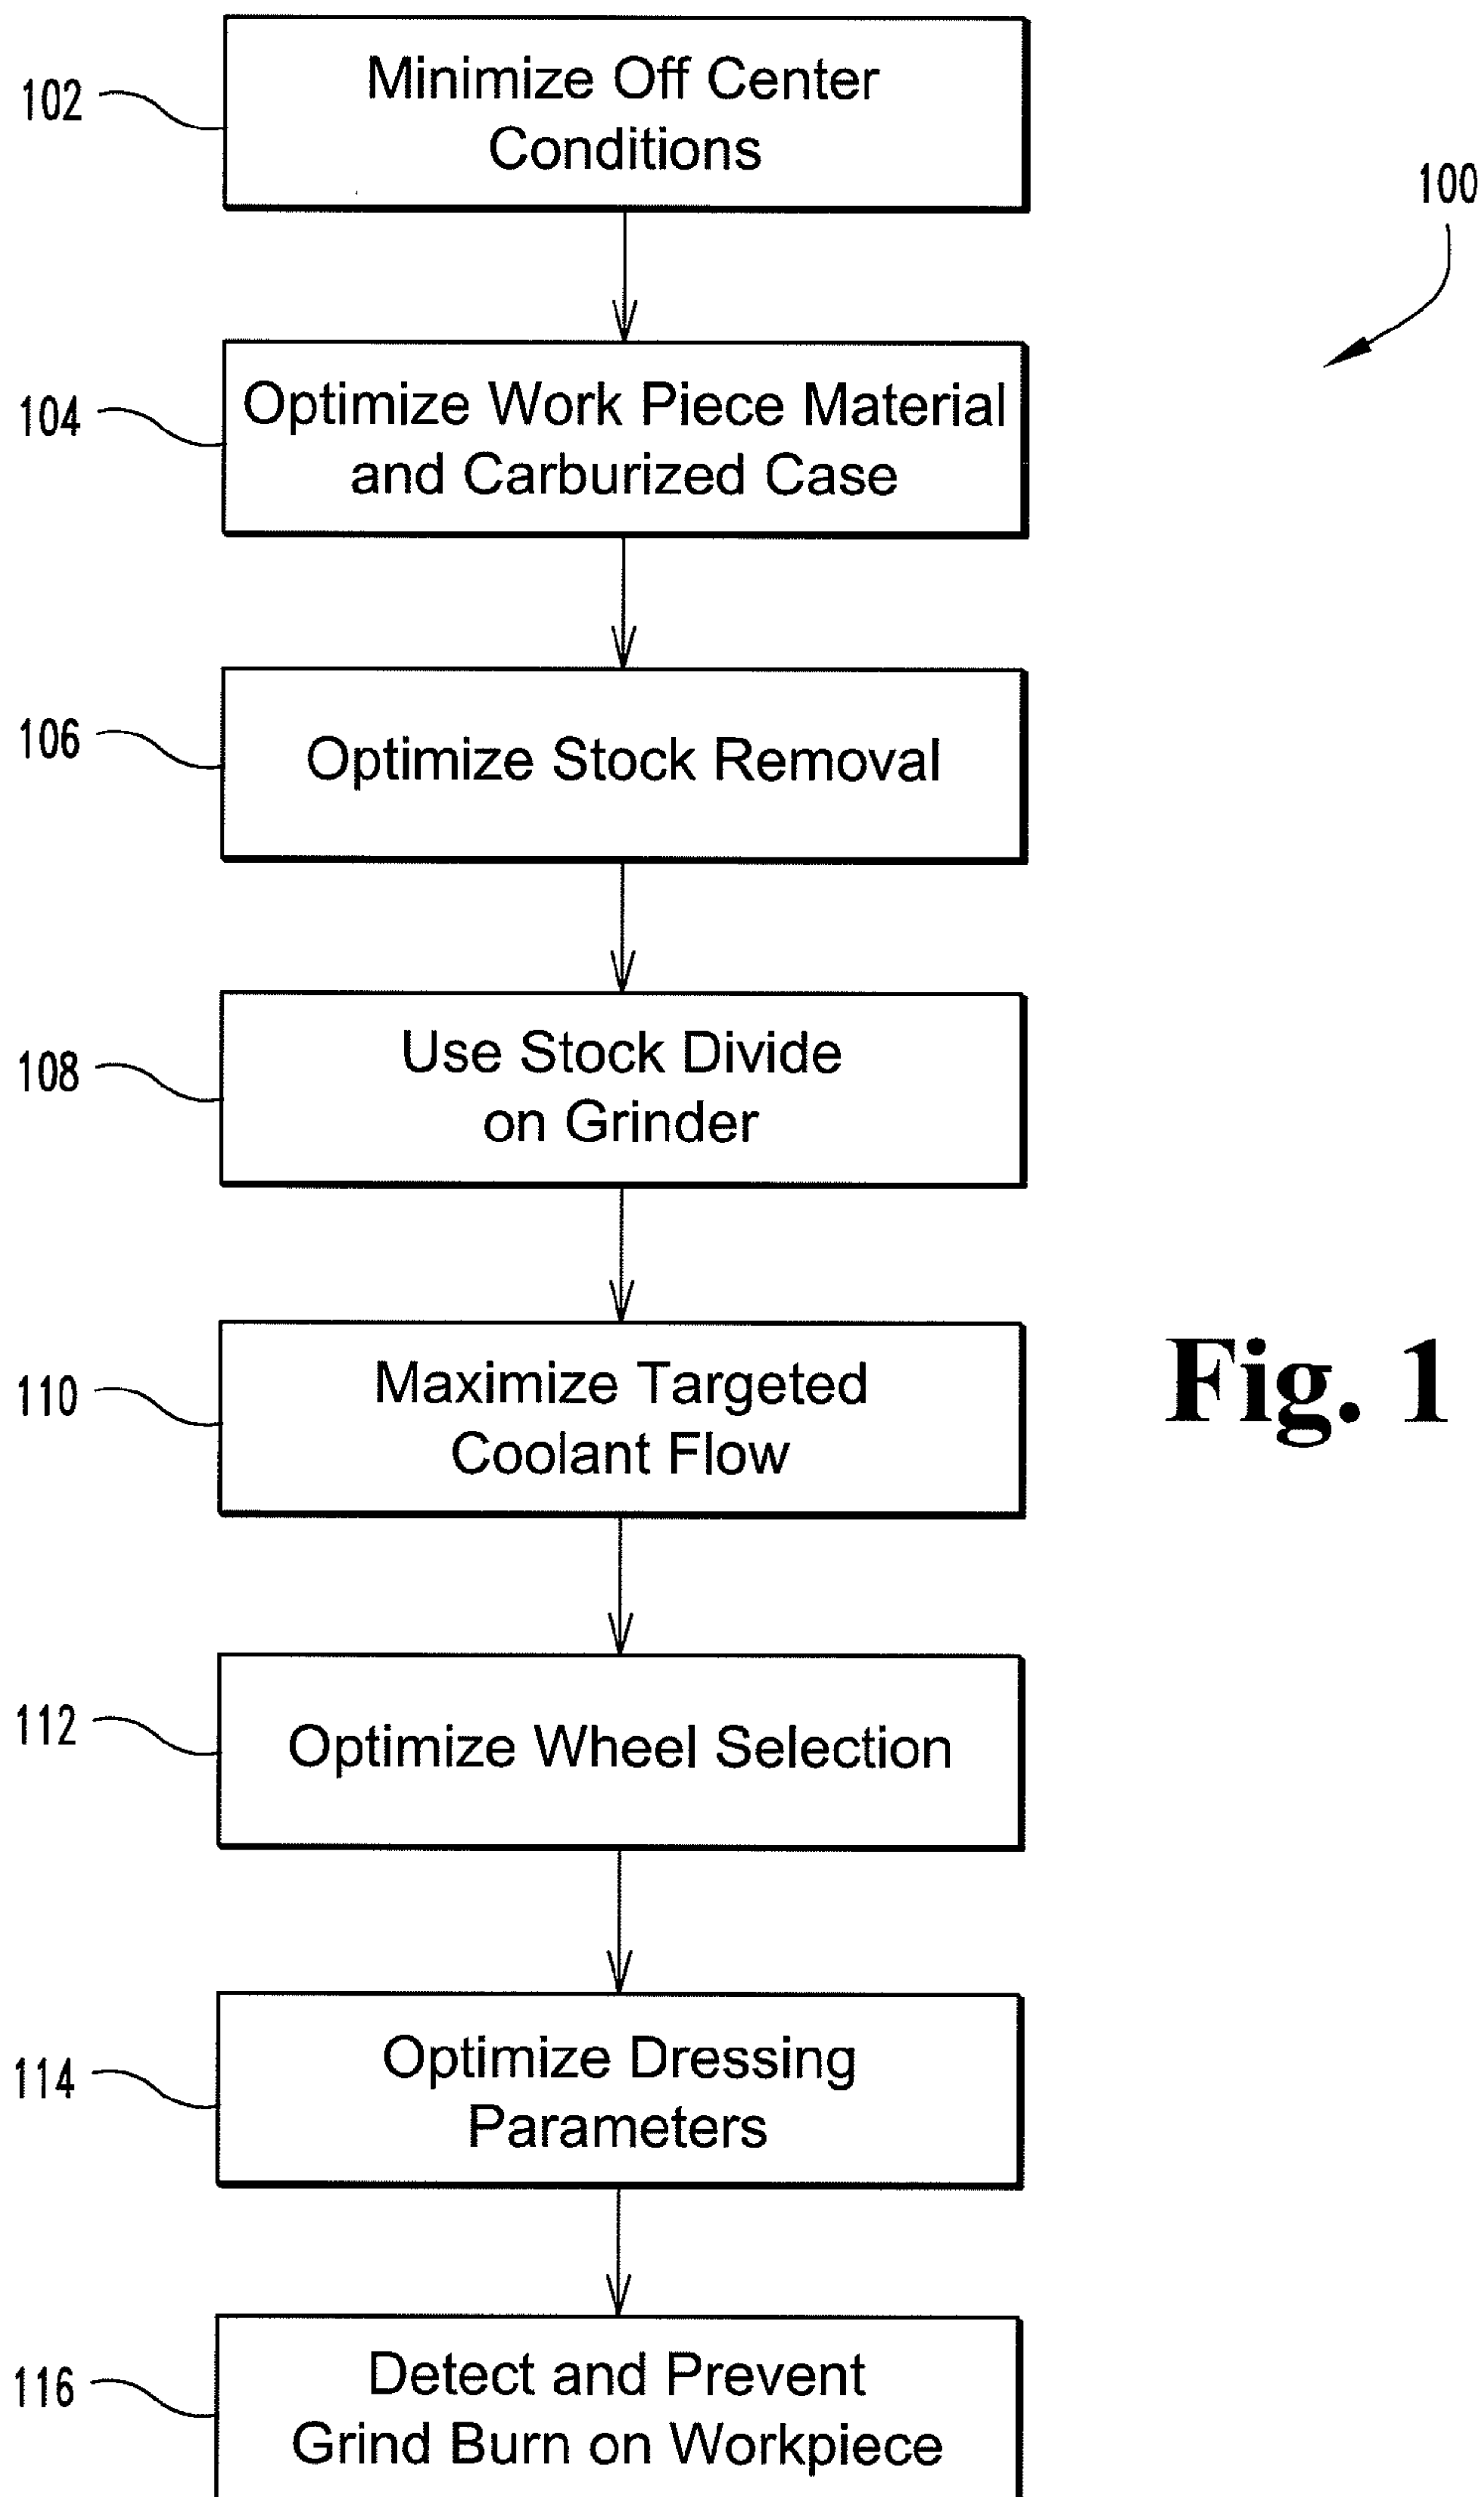 102
Minimize Off Center
Conditions
100
104
Optimize Work Piece Material
and Carburized Case
106
Optimize Stock Removal
108
Use Stock Divide
on Grinder
110
Maximize Targeted
Coolant Flow
Fig. 1
112
Optimize Wheel Selection
114
Optimize Dressing
Parameters
116
Detect and Prevent
Grind Burn on Workpiece